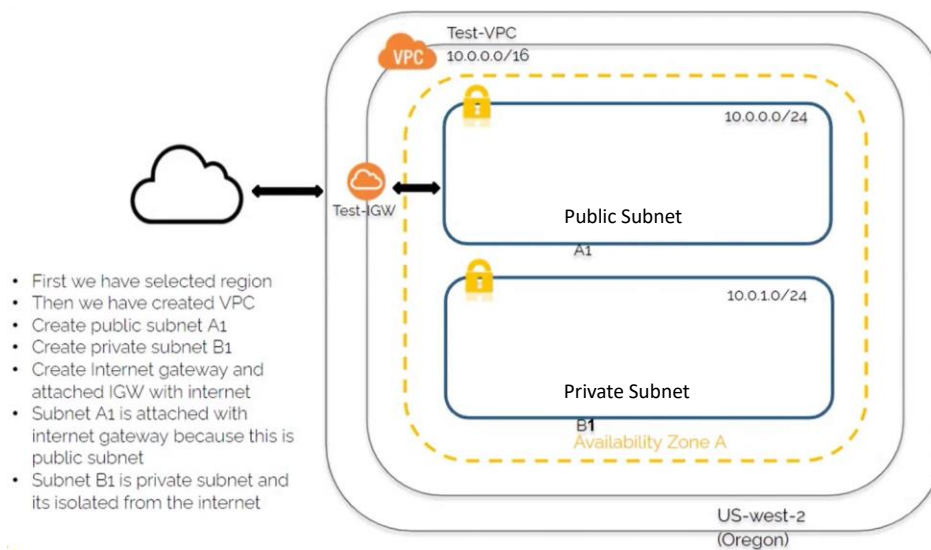 Test-VPC
10.0.0.0/16
VPC
10.0.0.0/24
Public Subnet
A1
Test-IGW
10.0.1.0/24
Private Subnet
B1
Availability Zone A
US-west-2
(Oregon)
• First we have selected region
• Then we have created VPC
• Create public subnet A1
• Create private subnet B1
• Create Internet gateway and
attached IGW with internet
• Subnet A1 is attached with
internet gateway because this is
public subnet
• Subnet B1 is private subnet and
its isolated from the internet